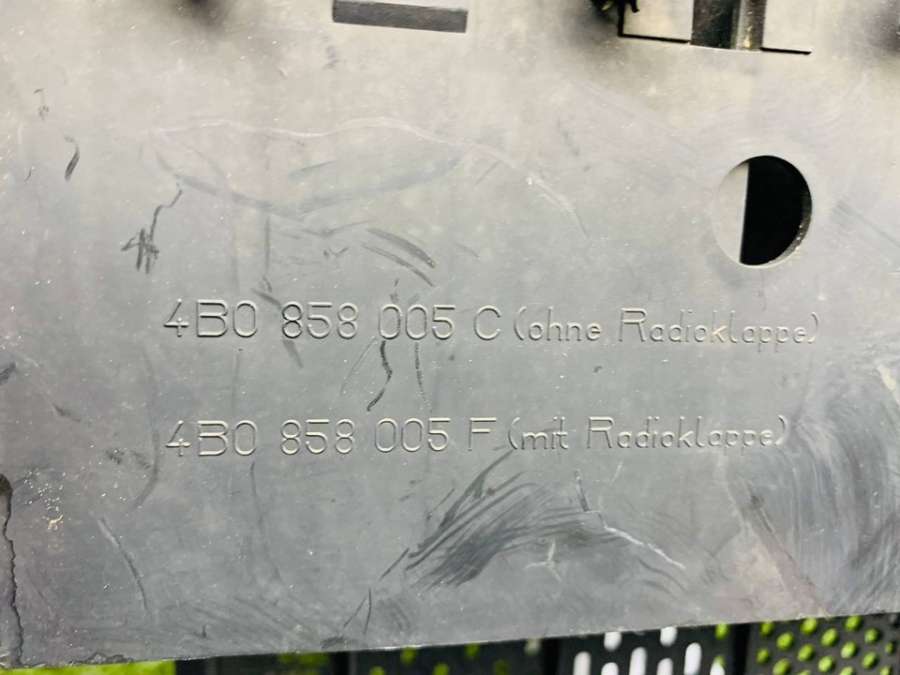 4B0 858 005 C (ohne Radioklappe)
4B0 858 005 F (mit Radioklappe)